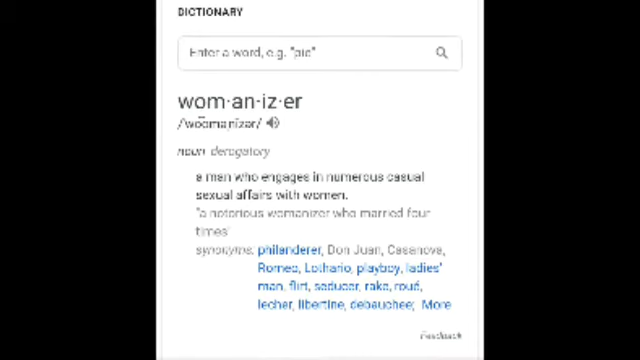 DICTIONARY
Enter a word, e.g. "pie"
wom·an·iz·er
/ˈwo͝oməˌnīzər/
noun derogatory
a man who engages in numerous casual
sexual affairs with women.
"a notorious womanizer who married four
times"
synonyms: philanderer, Don Juan, Casanova,
Romeo, Lothario, playboy, ladies'
man, flirt, seducer, rake, roué,
lecher, libertine, debauchee; More
Feedback